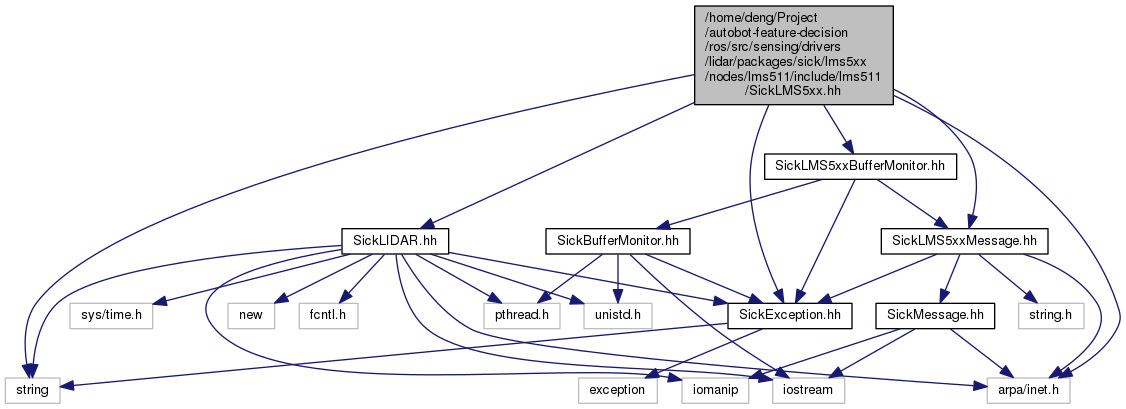 /home/deng/Project
/autobot-feature-decision
/ros/src/sensing/drivers
/lidar/packages/sick/lms5xx
/nodes/lms511/include/lms511
/SickLMS5xx.hh
SickLMS5xxBufferMonitor.hh
SickLIDAR.hh
SickBufferMonitor.hh
SickLMS5xxMessage.hh
sys/time.h
new
fcntl.h
pthread.h
unistd.h
SickException.hh
SickMessage.hh
string.h
string
exception
iomanip
iostream
arpa/inet.h